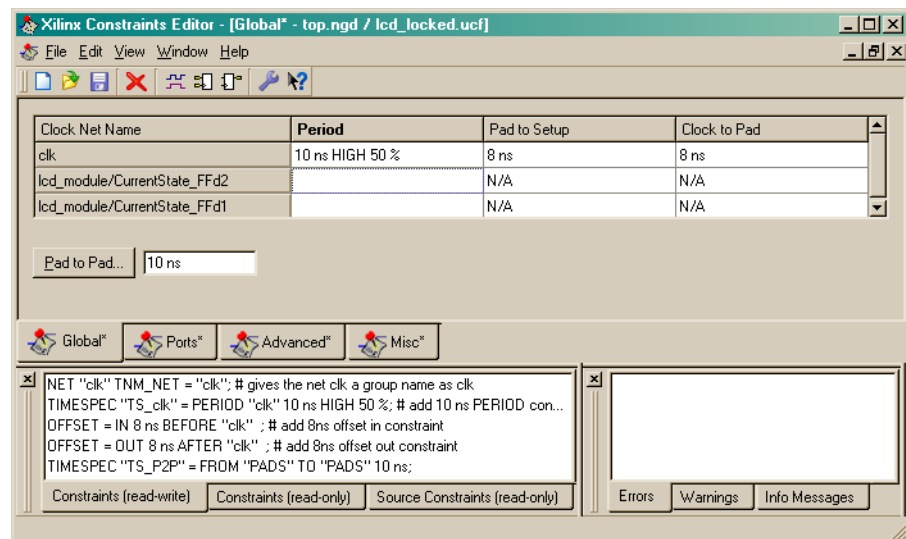 Xilinx Constraints Editor - [Global* - top.ngd / lcd_locked.ucf]
File Edit View Window Help
Clock Net Name Period Pad to Setup Clock to Pad
clk 10 ns HIGH 50 % 8 ns 8 ns
lcd_module/CurrentState_FFd2 N/A N/A
lcd_module/CurrentState_FFd1 N/A N/A
Pad to Pad... 10 ns
Global* Ports* Advanced* Misc*
NET "clk" TNM_NET = "clk"; # gives the net clk a group name as clk
TIMESPEC "TS_clk" = PERIOD "clk" 10 ns HIGH 50 %; # add 10 ns PERIOD con...
OFFSET = IN 8 ns BEFORE "clk" ; # add 8ns offset in constraint
OFFSET = OUT 8 ns AFTER "clk" ; # add 8ns offset out constraint
TIMESPEC "TS_P2P" = FROM "PADS" TO "PADS" 10 ns;
Constraints (read-write) Constraints (read-only) Source Constraints (read-only)
Errors Warnings Info Messages